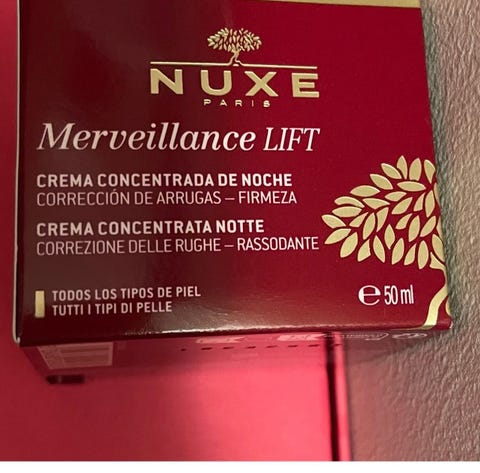 NUXE
PARIS
Merveillance LIFT
CREMA CONCENTRADA DE NOCHE
CORRECCIÓN DE ARRUGAS – FIRMEZA
CREMA CONCENTRATA NOTTE
CORREZIONE DELLE RUGHE – RASSODANTE
TODOS LOS TIPOS DE PIEL
TUTTI I TIPI DI PELLE
℮ 50 ml